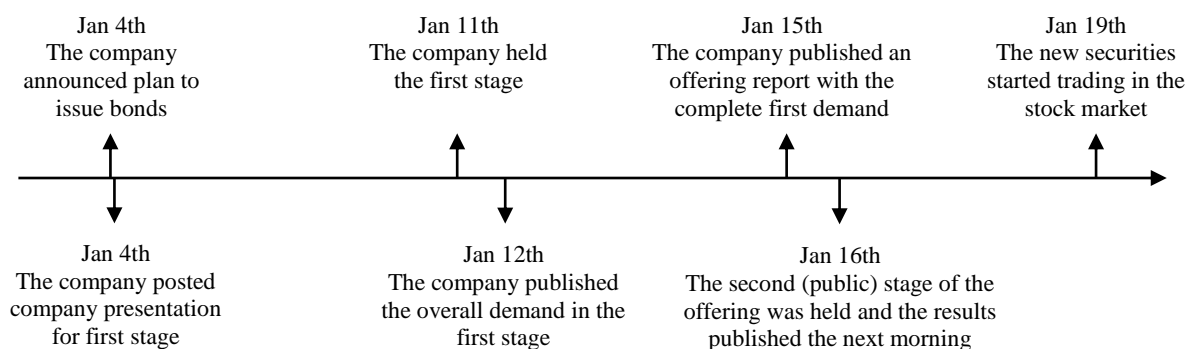 Jan 4th
The company
announced plan to
issue bonds
Jan 11th
The company held
the first stage
Jan 15th
The company published an
offering report with the
complete first demand
Jan 19th
The new securities
started trading in the
stock market
Jan 4th
The company posted
company presentation
for first stage
Jan 12th
The company published
the overall demand in the
first stage
Jan 16th
The second (public) stage of the
offering was held and the results
published the next morning